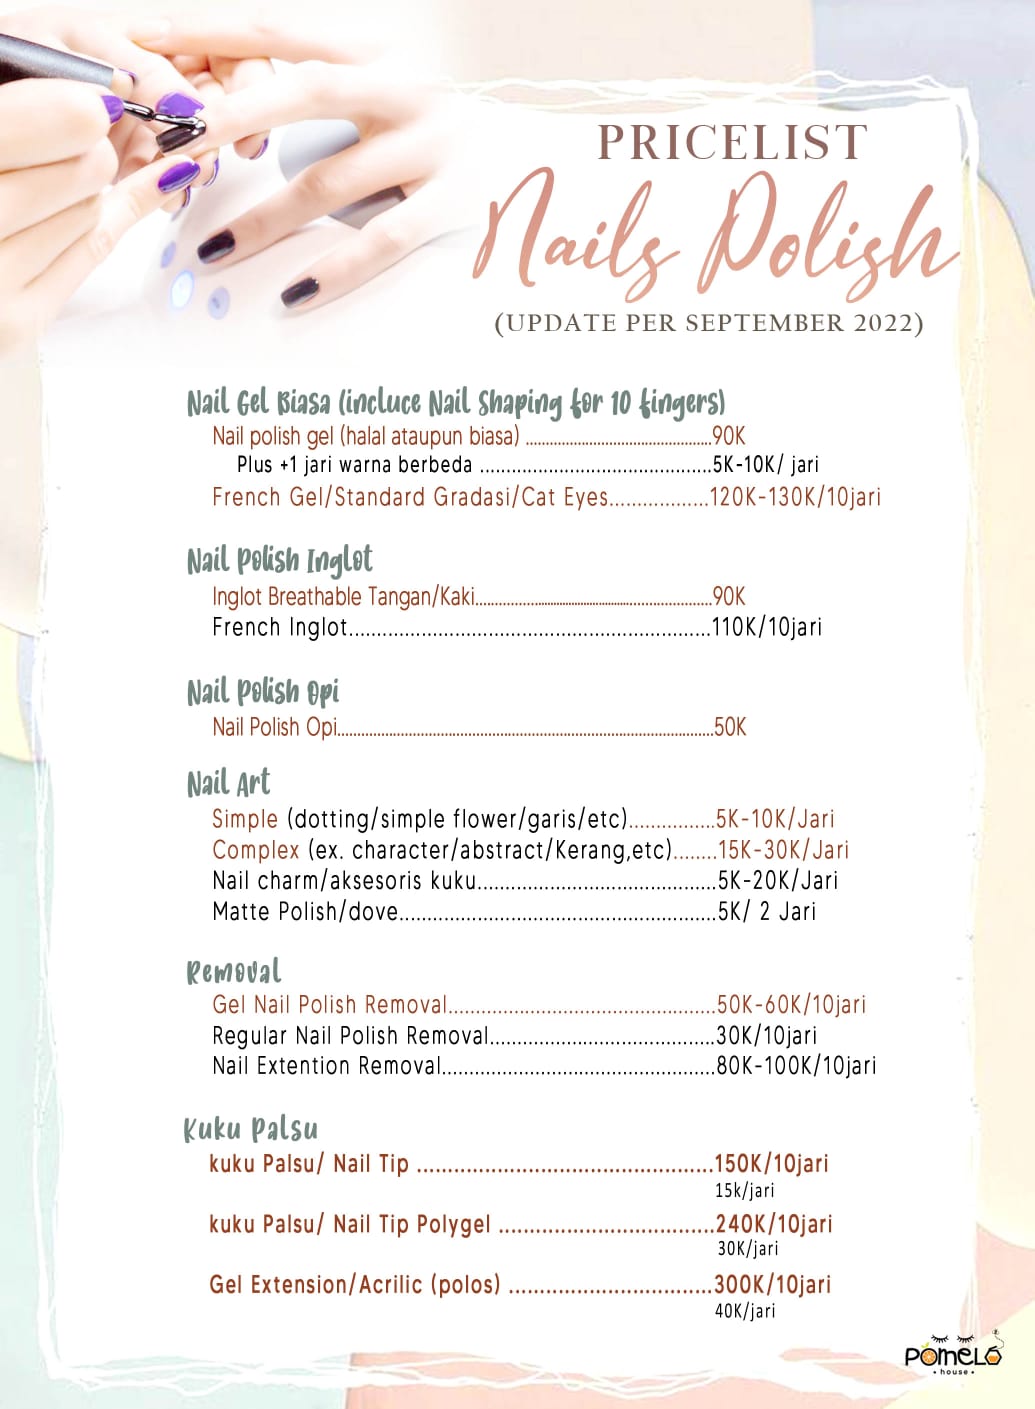 PRICELIST
Nails Polish
(UPDATE PER SEPTEMBER 2022)
Nail Gel Biasa (incluce Nail Shaping for 10 fingers)
Nail polish gel (halal ataupun biasa) ...............................................90K
Plus +1 jari warna berbeda ............................................5K-10K/ jari
French Gel/Standard Gradasi/Cat Eyes..................120K-130K/10jari
Nail Polish Inglot
Inglot Breathable Tangan/Kaki............................................................90K
French Inglot.................................................................110K/10jari
Nail Polish Opi
Nail Polish Opi...............................................................................................50K
Nail Art
Simple (dotting/simple flower/garis/etc)................5K-10K/Jari
Complex (ex. character/abstract/Kerang,etc)........15K-30K/Jari
Nail charm/aksesoris kuku...........................................5K-20K/Jari
Matte Polish/dove.........................................................5K/ 2 Jari
Removal
Gel Nail Polish Removal.................................................50K-60K/10jari
Regular Nail Polish Removal.........................................30K/10jari
Nail Extention Removal..................................................80K-100K/10jari
Kuku Palsu
kuku Palsu/ Nail Tip ................................................150K/10jari
15k/jari
kuku Palsu/ Nail Tip Polygel ...................................240K/10jari
30K/jari
Gel Extension/Acrilic (polos) .................................300K/10jari
40K/jari
POMELO
• house •